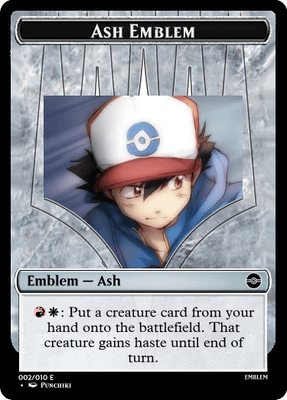 Ash Emblem
Emblem — Ash
: Put a creature card from your
hand onto the battlefield. That
creature gains haste until end of
turn.
002/010 E
EMBLEM
• Punchiki